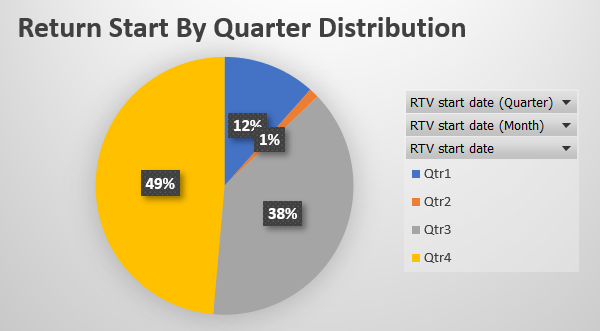 Return Start By Quarter Distribution
12%
1%
49%
38%
RTV start date (Quarter)
RTV start date (Month)
RTV start date
Qtr1
Qtr2
Qtr3
Qtr4